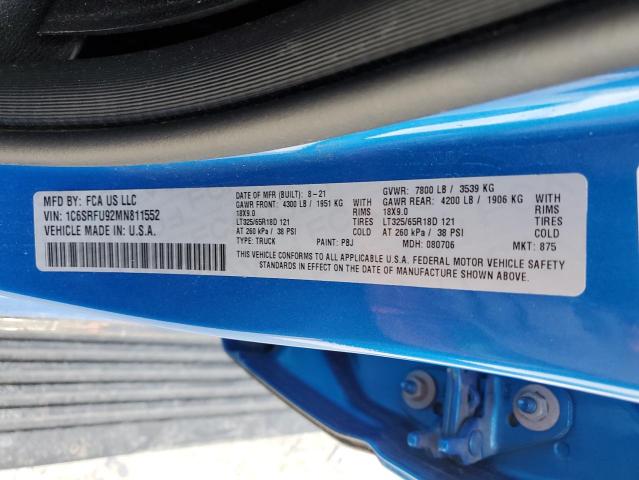 MFD BY: FCA US LLC
VIN: 1C6SRFU92MN811552
VEHICLE MADE IN U.S.A.
DATE OF MFR (BUILT): 8-21
GAWR FRONT: 4300 LB / 1951 KG
18X9.0 RIMS
LT325/65R18D 121 TIRES
AT 260 kPa / 38 PSI COLD
TYPE: TRUCK PAINT: PBJ
GVWR: 7800 LB / 3539 KG
GAWR REAR: 4200 LB / 1906 KG
18X9.0 RIMS
LT325/65R18D 121 TIRES
AT 260 kPa / 38 PSI COLD
MDH: 080706 MKT: 875
THIS VEHICLE CONFORMS TO ALL APPLICABLE U.S.A. FEDERAL MOTOR VEHICLE SAFETY
STANDARDS IN EFFECT ON THE DATE OF MANUFACTURE SHOWN ABOVE.